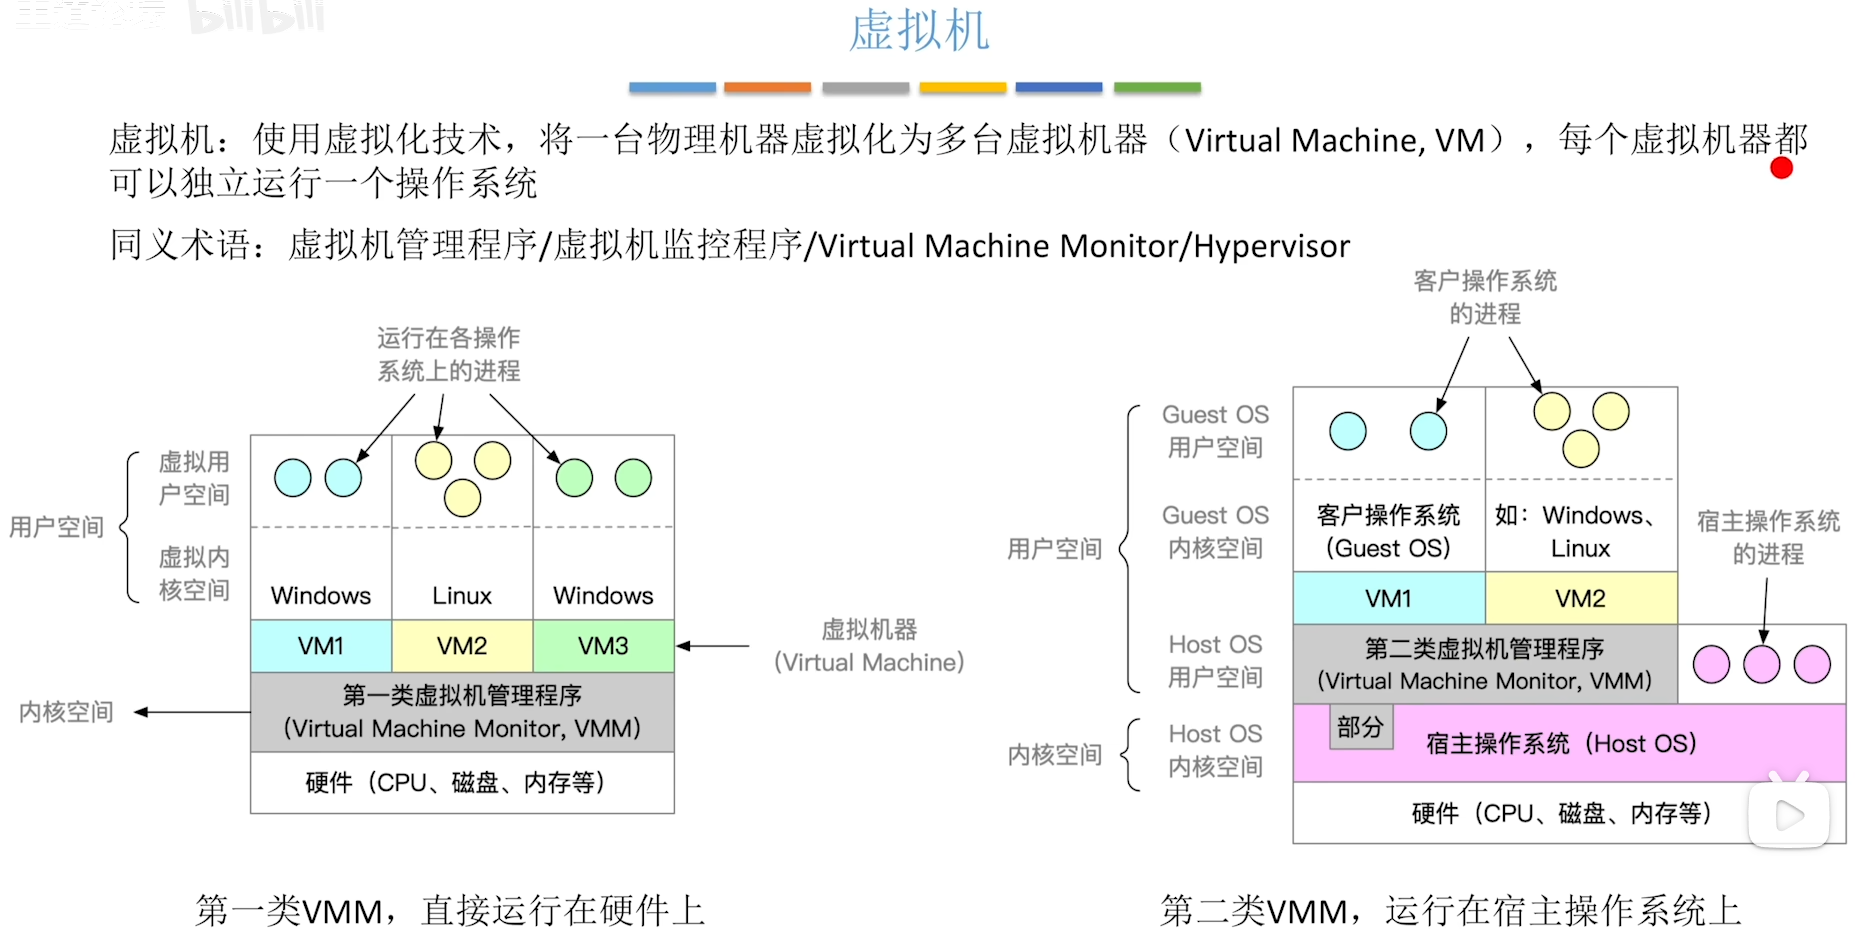 bilibili
虚拟机
虚拟机：使用虚拟化技术，将一台物理机器虚拟化为多台虚拟机器（Virtual Machine, VM），每个虚拟机器都
可以独立运行一个操作系统
同义术语：虚拟机管理程序/虚拟机监控程序/Virtual Machine Monitor/Hypervisor
运行在各操作
系统上的进程
用户空间
虚拟用
户空间
虚拟内
核空间
Windows
Linux
Windows
VM1
VM2
VM3
虚拟机器
（Virtual Machine）
内核空间
第一类虚拟机管理程序
（Virtual Machine Monitor, VMM）
硬件（CPU、磁盘、内存等）
第一类VMM，直接运行在硬件上
客户操作系统
的进程
用户空间
Guest OS
用户空间
Guest OS
内核空间
客户操作系统
（Guest OS）
如：Windows、
Linux
宿主操作系统
的进程
VM1
VM2
Host OS
用户空间
第二类虚拟机管理程序
（Virtual Machine Monitor, VMM）
内核空间
Host OS
内核空间
部分
宿主操作系统（Host OS）
硬件（CPU、磁盘、内存等）
第二类VMM，运行在宿主操作系统上